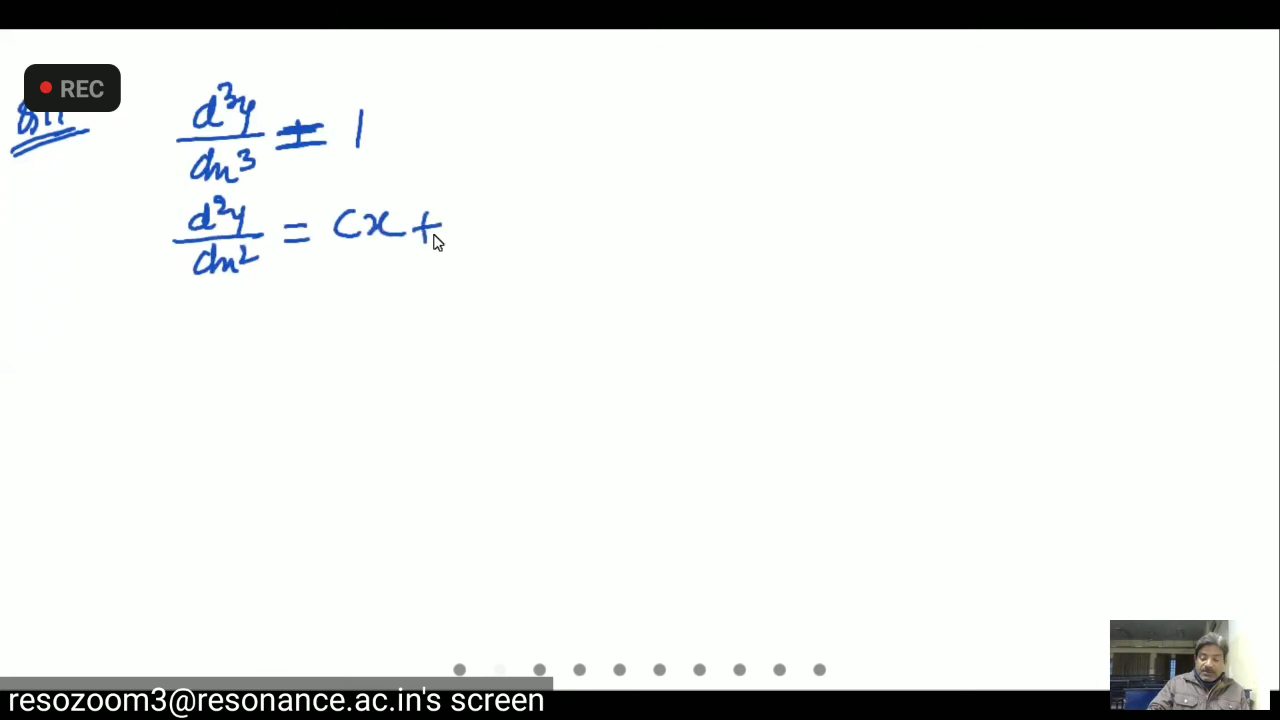 REC
d³y/dx³ = 1
d²y/dx² = Cx +
resozoom3@resonance.ac.in's screen